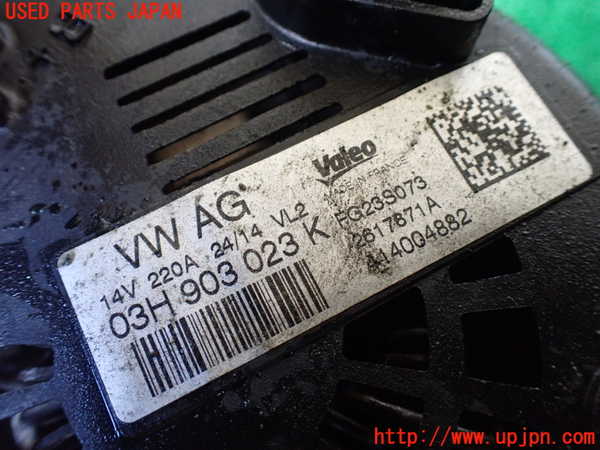 USED PARTS JAPAN
Valeo
MADE IN FRANCE
VW AG
14V 220A 24/14 VL2
FG23S073
03H 903 023 K
2617871A
A14004882
http://www.upjpn.com